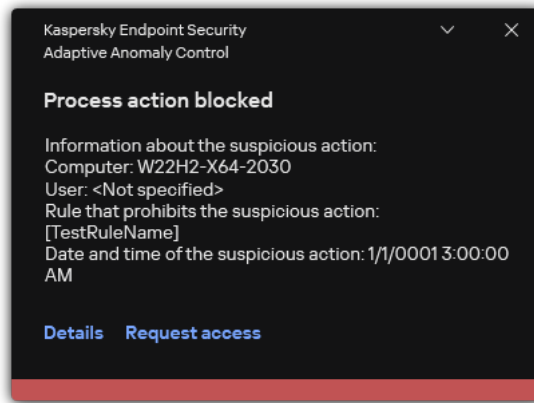 Kaspersky Endpoint Security
Adaptive Anomaly Control
Process action blocked
Information about the suspicious action:
Computer: W22H2-X64-2030
User: <Not specified>
Rule that prohibits the suspicious action:
[TestRuleName]
Date and time of the suspicious action: 1/1/0001 3:00:00
AM
Details Request access